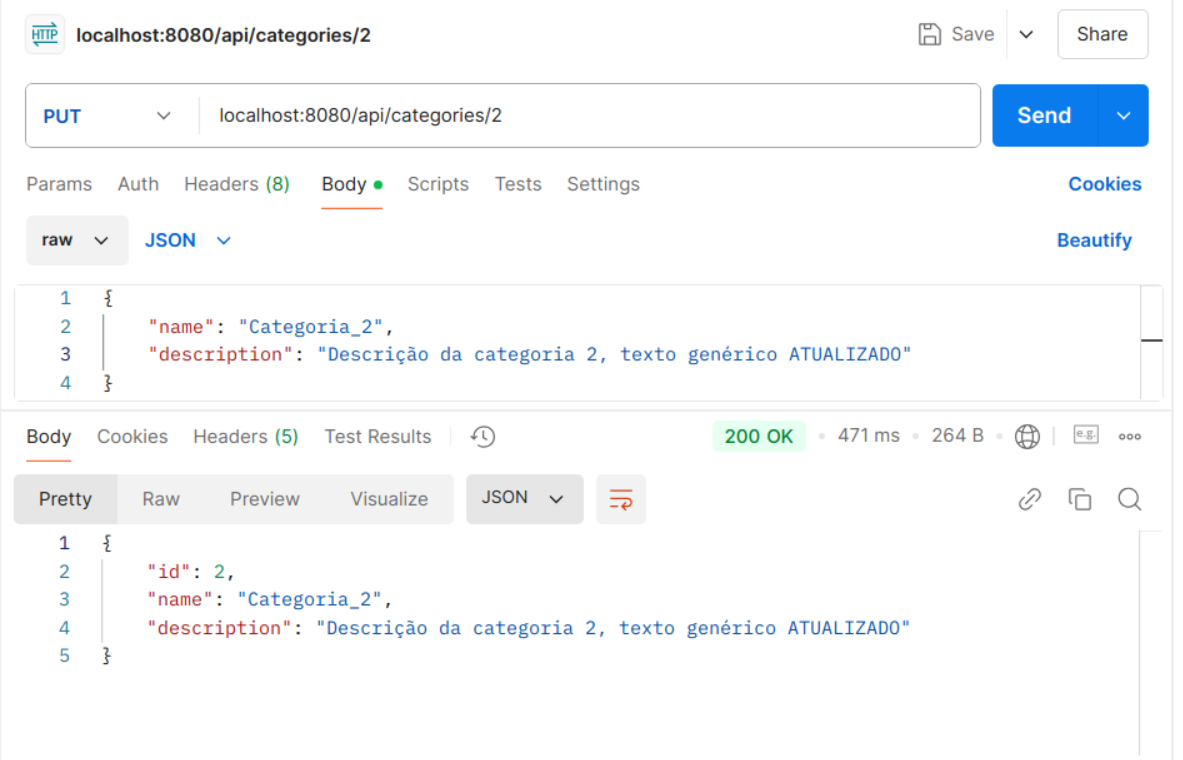 HTTP localhost:8080/api/categories/2 Save Share
PUT localhost:8080/api/categories/2 Send
Params Auth Headers (8) Body Scripts Tests Settings Cookies
raw JSON Beautify
1 {
2 "name": "Categoria_2",
3 "description": "Descrição da categoria 2, texto genérico ATUALIZADO"
4 }
Body Cookies Headers (5) Test Results 200 OK 471 ms 264 B e.g.
Pretty Raw Preview Visualize JSON
1 {
2 "id": 2,
3 "name": "Categoria_2",
4 "description": "Descrição da categoria 2, texto genérico ATUALIZADO"
5 }